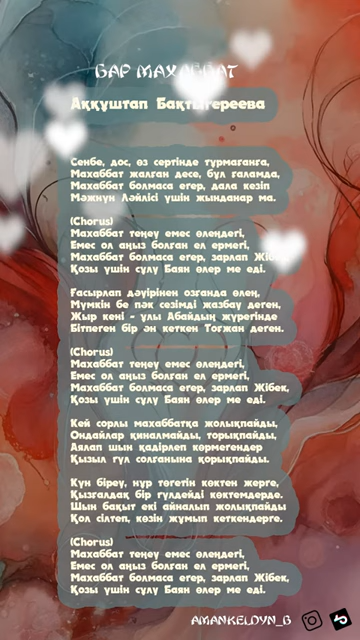 БАР МАХАББАТ
Аққұштап Бақтыгереева
Сенбе, дос, өз сертінде тұрмағанға,
Махаббат жалған десе, бұл ғаламда,
Махаббат болмаса егер, дала кезіп
Мәжнүн Ләйлісі үшін жынданар ма.
(Chorus)
Махаббат теңеу емес өлеңдегі,
Емес ол аңыз болған ел ермегі,
Махаббат болмаса егер, зарлап Жібек,
Қозы үшін сұлу Баян өлер ме еді.
Ғасырлап дәуірінен озғанда өлең,
Мүмкін бе пәк сезімді жазбау деген,
Жыр кені - ұлы Абайдың жүрегінде
Бітпеген бір ән кеткен Тоғжан деген.
(Chorus)
Махаббат теңеу емес өлеңдегі,
Емес ол аңыз болған ел ермегі,
Махаббат болмаса егер, зарлап Жібек,
Қозы үшін сұлу Баян өлер ме еді.
Кей сорлы махаббатқа жолықпайды,
Ондайлар қиналмайды, торықпайды,
Аялап шын қадірлеп көрмегендер
Қызыл гүл солғанына қорықпайды.
Күн біреу, нұр төгетін көктен жерге,
Қызғалдақ бір гүлдейді көктемдерде.
Шын бақыт екі айналып жолықпайды
Қол сілтеп, көзін жұмып кеткендерге.
(Chorus)
Махаббат теңеу емес өлеңдегі,
Емес ол аңыз болған ел ермегі,
Махаббат болмаса егер, зарлап Жібек,
Қозы үшін сұлу Баян өлер ме еді.
AMANKELDYN_B